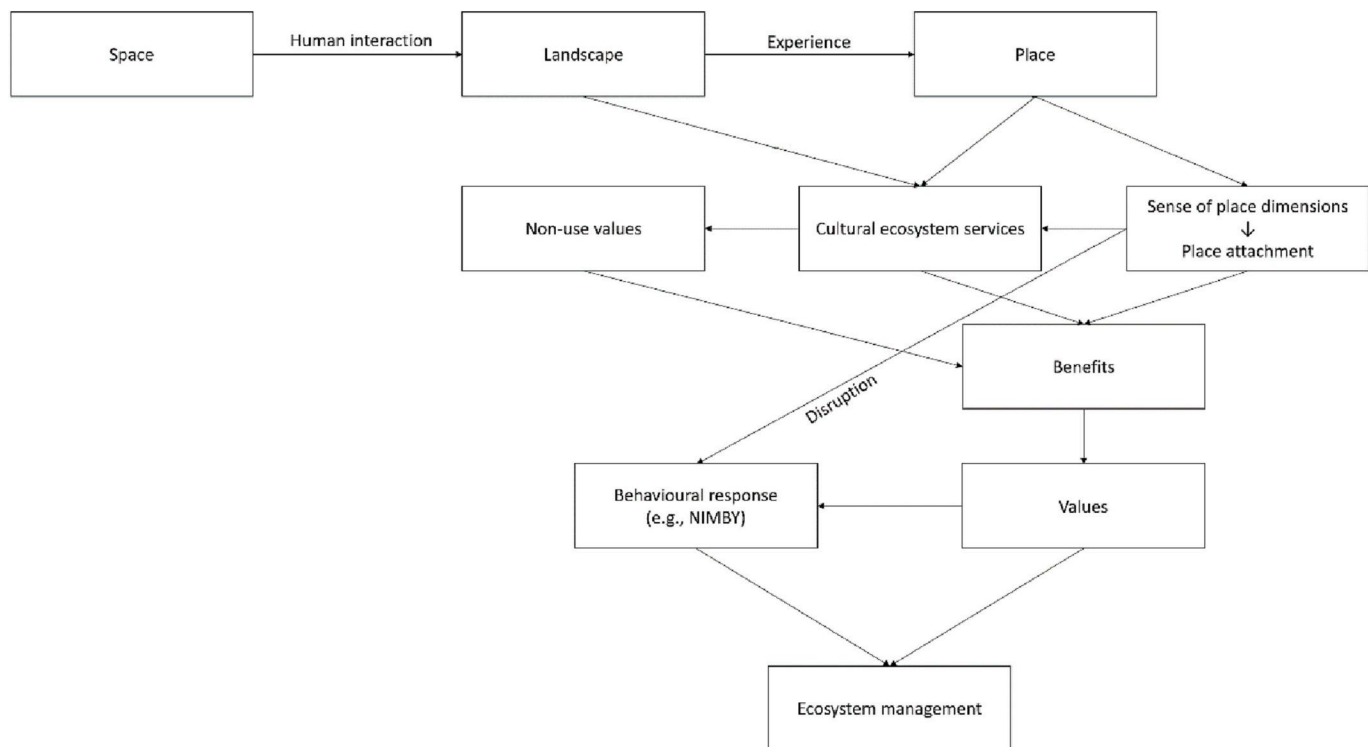 Space
Human interaction
Landscape
Experience
Place
Non-use values
Cultural ecosystem services
Sense of place dimensions
↓
Place attachment
Benefits
Disruption
Behavioural response
(e.g., NIMBY)
Values
Ecosystem management